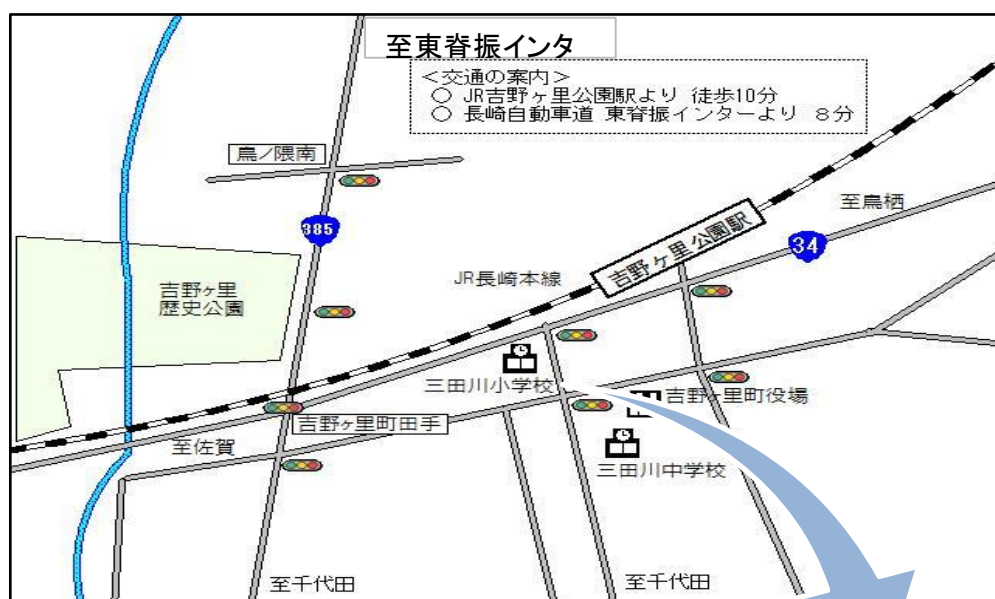 至東脊振インタ
＜交通の案内＞
○ JR吉野ヶ里公園駅より 徒歩10分
○ 長崎自動車道 東脊振インターより 8分
鳥ノ隈南
385
至鳥栖
吉野ヶ里公園駅
34
JR長崎本線
吉野ヶ里
歴史公園
三田川小学校
吉野ヶ里町役場
吉野ヶ里町田手
至佐賀
三田川中学校
至千代田
至千代田